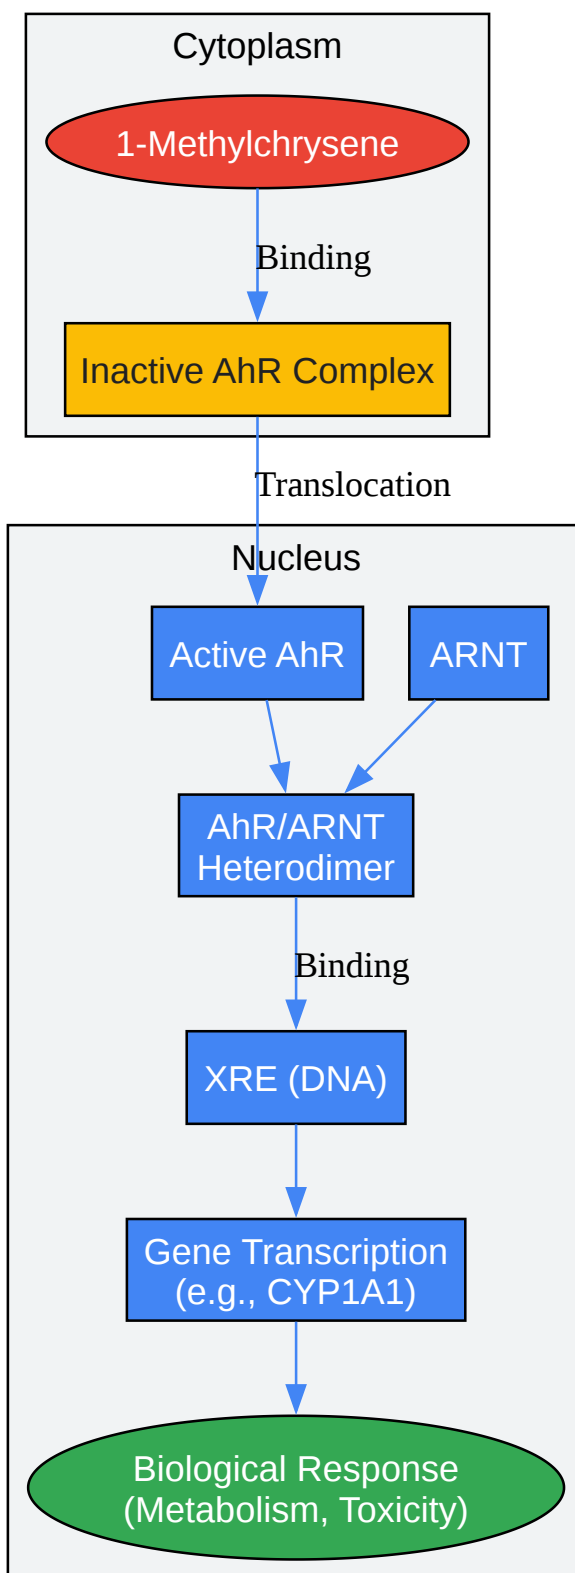 Cytoplasm
1-Methylchrysene
Binding
Inactive AhR Complex
Translocation
Nucleus
Active AhR
ARNT
AhR/ARNT
Heterodimer
Binding
XRE (DNA)
Gene Transcription
(e.g., CYP1A1)
Biological Response
(Metabolism, Toxicity)